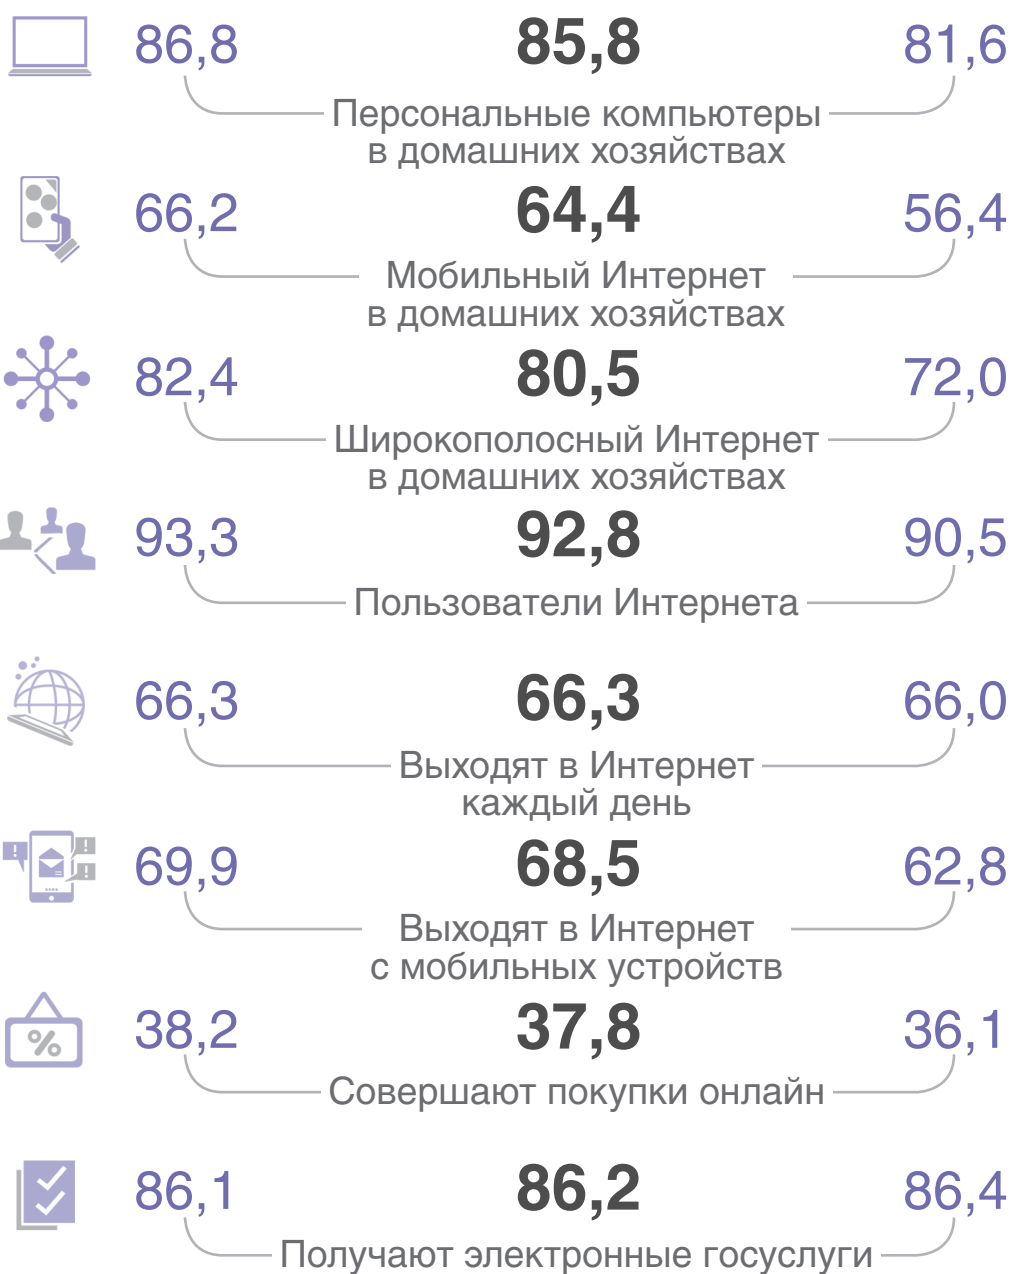 86,8 85,8 81,6
Персональные компьютеры
в домашних хозяйствах
66,2 64,4 56,4
Мобильный Интернет
в домашних хозяйствах
82,4 80,5 72,0
Широкополосный Интернет
в домашних хозяйствах
93,3 92,8 90,5
Пользователи Интернета
66,3 66,3 66,0
Выходят в Интернет
каждый день
69,9 68,5 62,8
Выходят в Интернет
с мобильных устройств
38,2 37,8 36,1
%
Совершают покупки онлайн
86,1 86,2 86,4
Получают электронные госуслуги